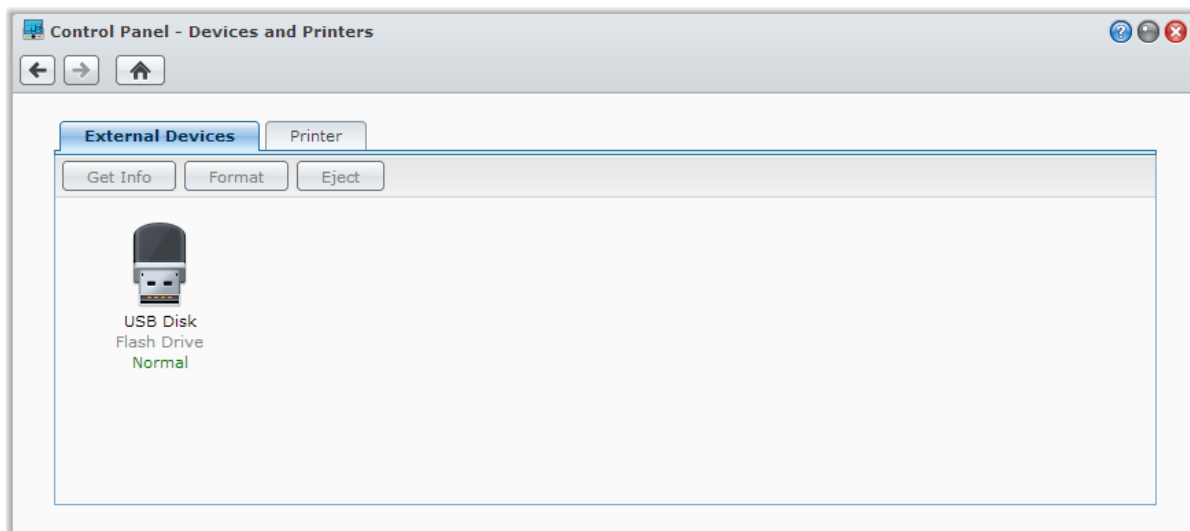 Control Panel - Devices and Printers
External Devices Printer
Get Info Format Eject
USB Disk
Flash Drive
Normal